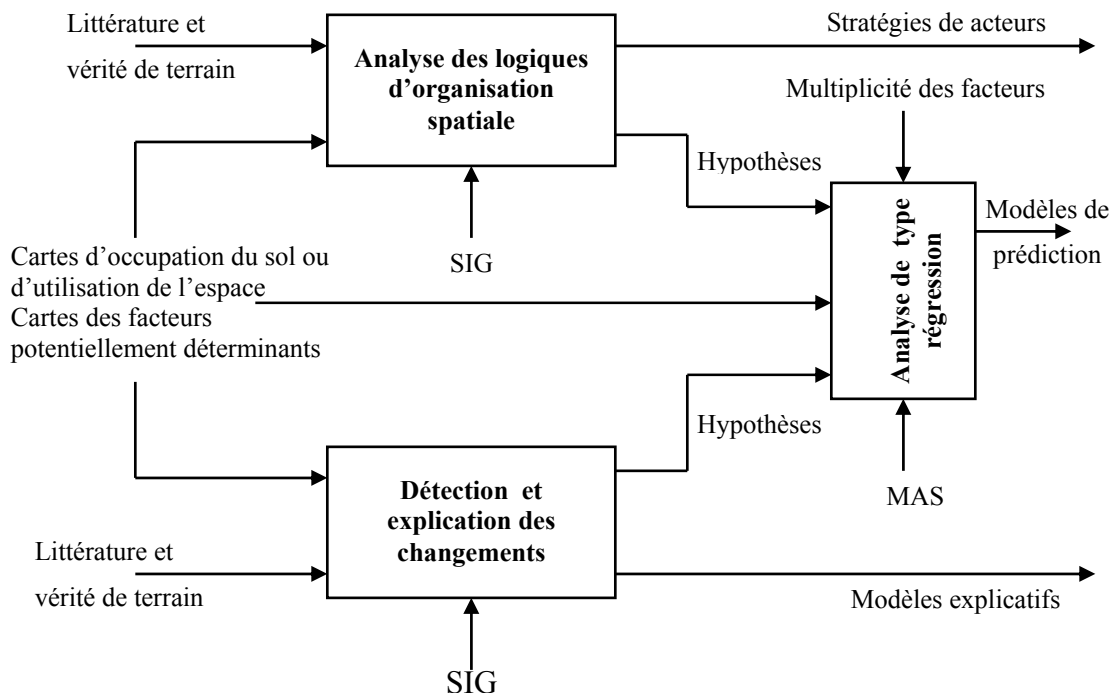 Littérature et
vérité de terrain
Analyse des logiques
d’organisation
spatiale
Stratégies de acteurs
Multiplicité des facteurs
Hypothèses
SIG
Analyse de type
régression
Modèles de
prédiction
Cartes d’occupation du sol ou
d’utilisation de l’espace
Cartes des facteurs
potentiellement déterminants
Hypothèses
MAS
Détection et
explication des
changements
Littérature et
vérité de terrain
Modèles explicatifs
SIG